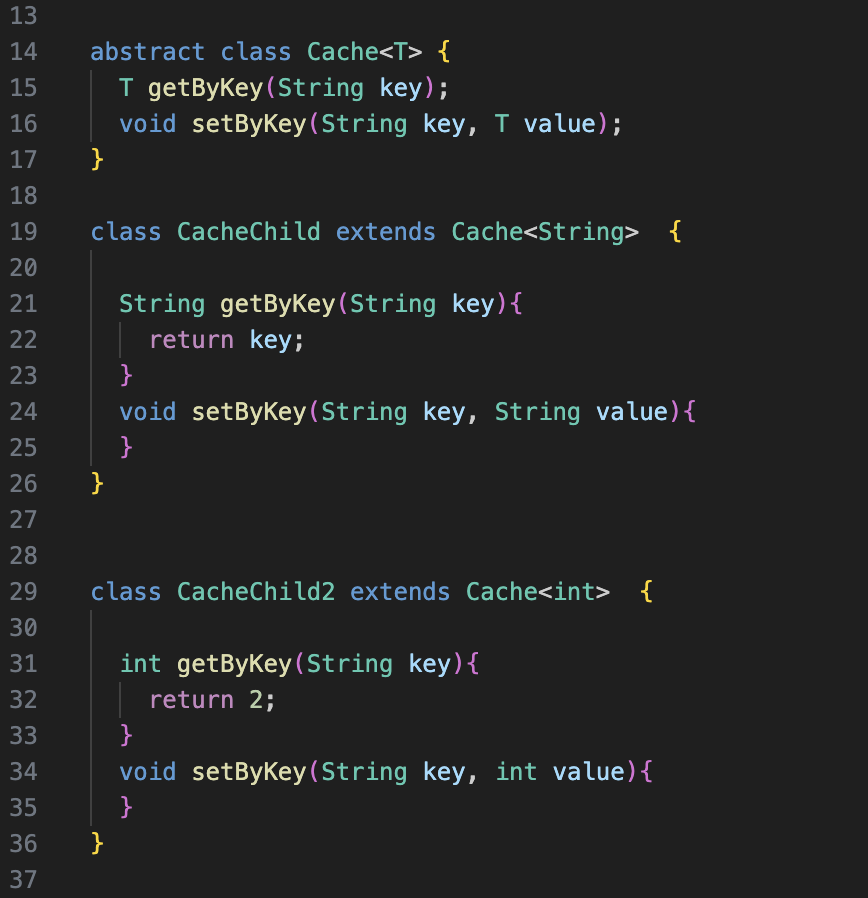 13
14 abstract class Cache<T> {
15   T getByKey(String key);
16   void setByKey(String key, T value);
17 }
18
19 class CacheChild extends Cache<String>  {
20
21   String getByKey(String key){
22     return key;
23   }
24   void setByKey(String key, String value){
25   }
26 }
27
28
29 class CacheChild2 extends Cache<int>  {
30
31   int getByKey(String key){
32     return 2;
33   }
34   void setByKey(String key, int value){
35   }
36 }
37